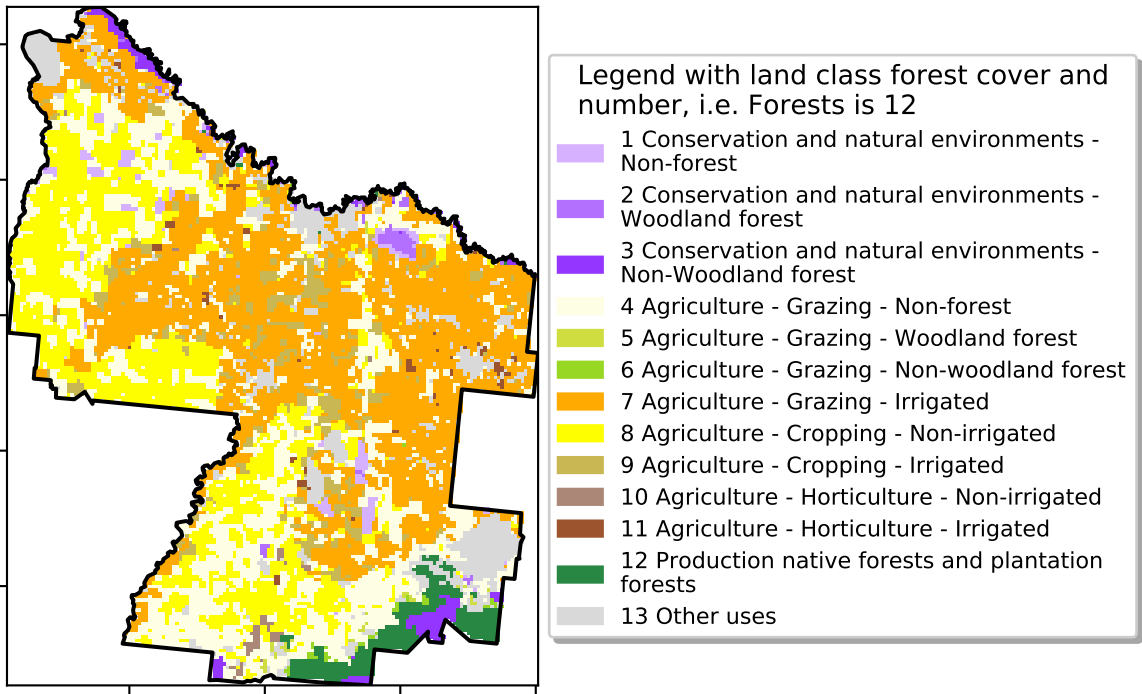 Legend with land class forest cover and
number, i.e. Forests is 12
1 Conservation and natural environments -
Non-forest
2 Conservation and natural environments -
Woodland forest
3 Conservation and natural environments -
Non-Woodland forest
4 Agriculture - Grazing - Non-forest
5 Agriculture - Grazing - Woodland forest
6 Agriculture - Grazing - Non-woodland forest
7 Agriculture - Grazing - Irrigated
8 Agriculture - Cropping - Non-irrigated
9 Agriculture - Cropping - Irrigated
10 Agriculture - Horticulture - Non-irrigated
11 Agriculture - Horticulture - Irrigated
12 Production native forests and plantation
forests
13 Other uses